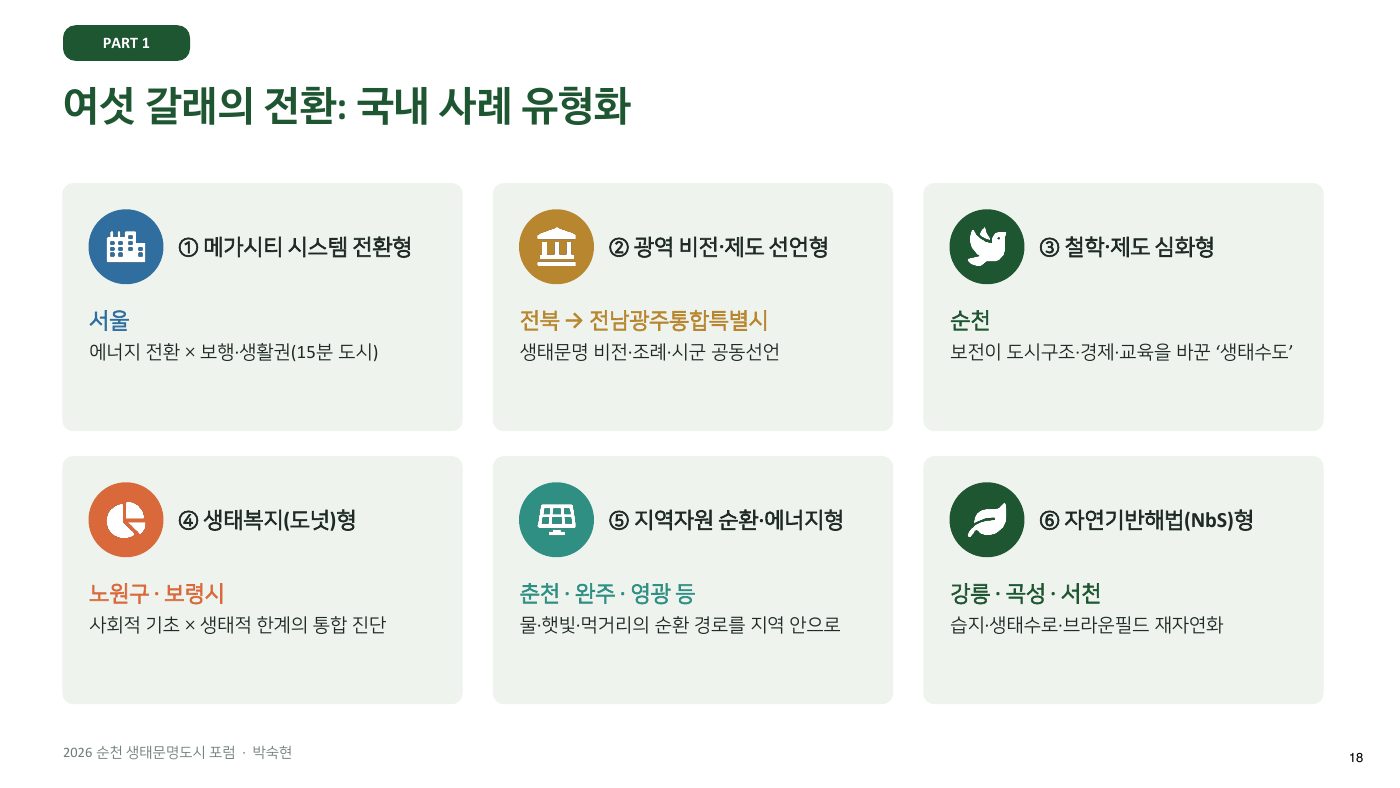 PART 1
여섯 갈래의 전환: 국내 사례 유형화
① 메가시티 시스템 전환형
서울
에너지 전환 × 보행·생활권(15분 도시)
② 광역 비전·제도 선언형
전북 → 전남광주통합특별시
생태문명 비전·조례·시군 공동선언
③ 철학·제도 심화형
순천
보전이 도시구조·경제·교육을 바꾼 ‘생태수도’
④ 생태복지(도넛)형
노원구 · 보령시
사회적 기초 × 생태적 한계의 통합 진단
⑤ 지역자원 순환·에너지형
춘천 · 완주 · 영광 등
물·햇빛·먹거리의 순환 경로를 지역 안으로
⑥ 자연기반해법(NbS)형
강릉 · 곡성 · 서천
습지·생태수로·브라운필드 재자연화
2026 순천 생태문명도시 포럼 · 박숙현
18